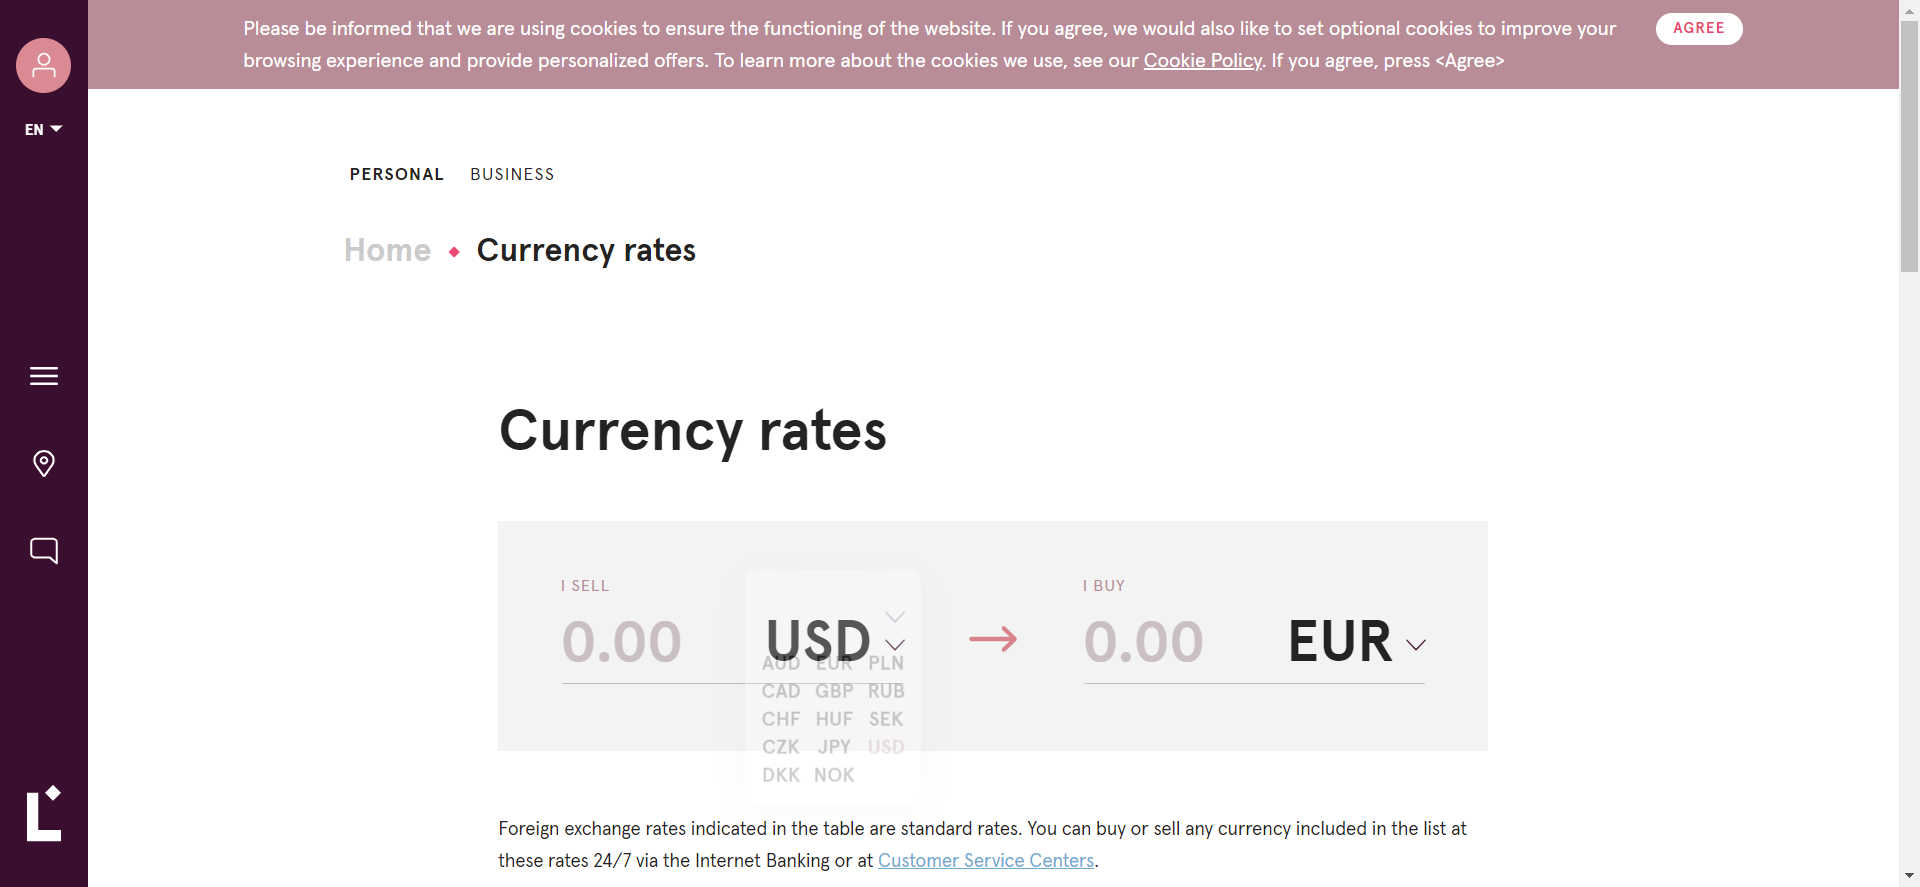 Please be informed that we are using cookies to ensure the functioning of the website. If you agree, we would also like to set optional cookies to improve your
browsing experience and provide personalized offers. To learn more about the cookies we use, see our Cookie Policy. If you agree, press <Agree>
AGREE
EN
PERSONAL BUSINESS
Home Currency rates
Currency rates
I SELL
0.00 USD
I BUY
0.00 EUR
AUD EUR PLN
CAD GBP RUB
CHF HUF SEK
CZK JPY USD
DKK NOK
Foreign exchange rates indicated in the table are standard rates. You can buy or sell any currency included in the list at
these rates 24/7 via the Internet Banking or at Customer Service Centers.